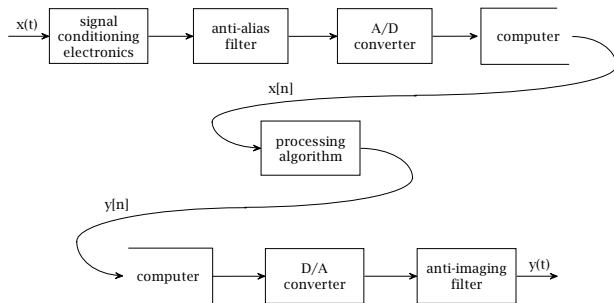 x(t)
signal
conditioning
electronics
anti-alias
filter
A/D
converter
computer
x[n]
processing
algorithm
y[n]
computer
D/A
converter
anti-imaging
filter
y(t)